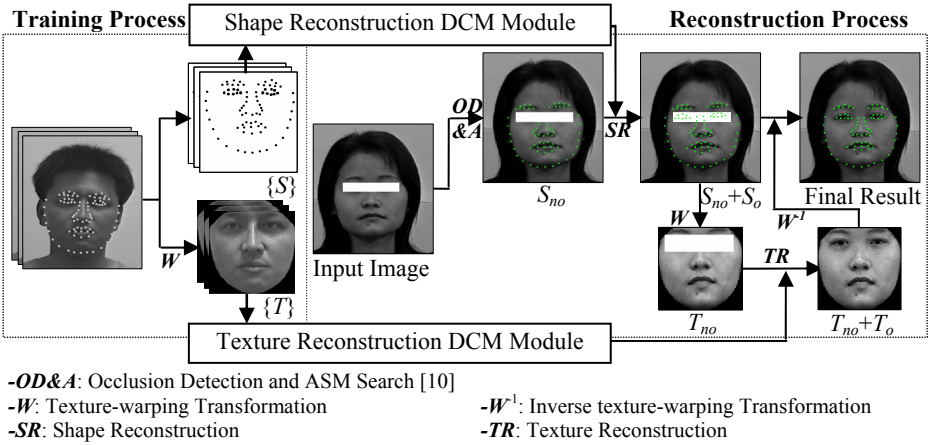 Training Process
Shape Reconstruction DCM Module
Reconstruction Process
OD
&A
SR
{S}
S_no
S_no+S_o
Final Result
W
W
W^-1
Input Image
TR
{T}
T_no
T_no+T_o
Texture Reconstruction DCM Module
-OD&A: Occlusion Detection and ASM Search [10]
-W: Texture-warping Transformation
-W^-1: Inverse texture-warping Transformation
-SR: Shape Reconstruction
-TR: Texture Reconstruction